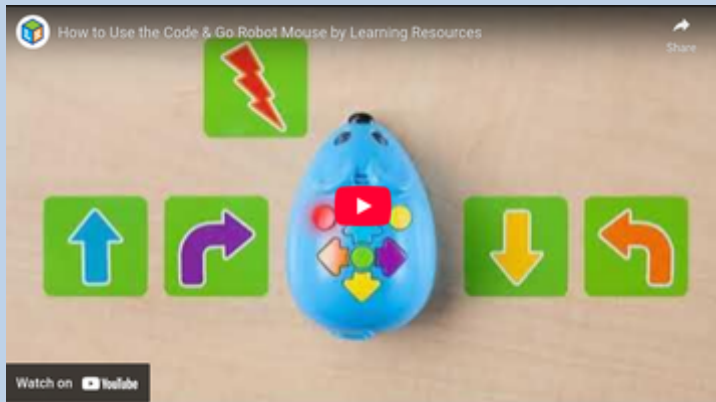 How to Use the Code & Go Robot Mouse by Learning Resources
Share
Watch on YouTube